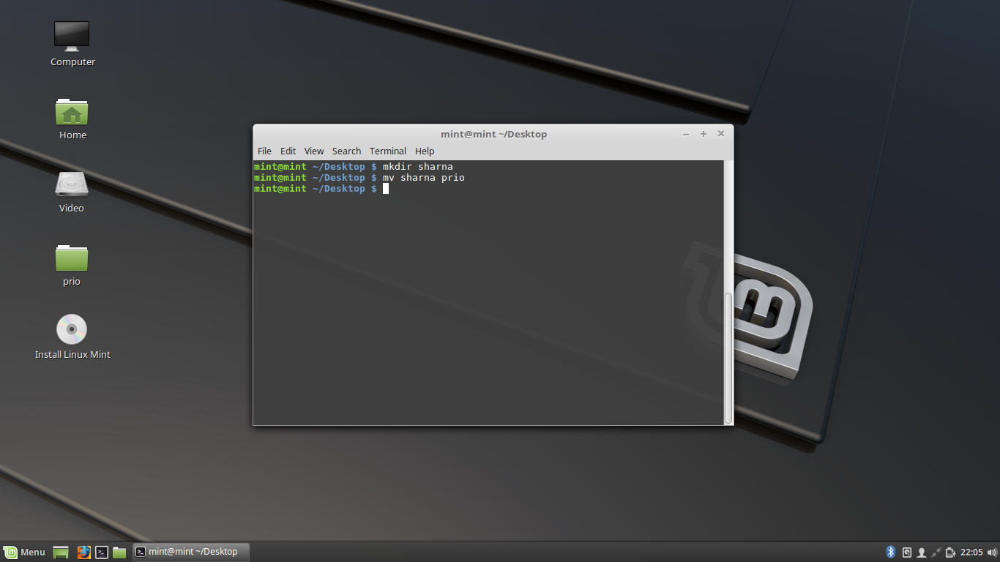 Computer
Home
Video
prio
Install Linux Mint
mint@mint ~/Desktop
File Edit View Search Terminal Help
mint@mint ~/Desktop $ mkdir sharna
mint@mint ~/Desktop $ mv sharna prio
mint@mint ~/Desktop $
Menu mint@mint ~/Desktop 22:05